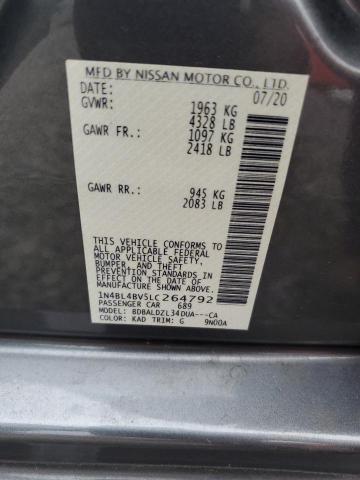 MFD BY NISSAN MOTOR CO., LTD.
DATE: 07/20
GVWR: 1963 KG
4328 LB
GAWR FR.: 1097 KG
2418 LB
GAWR RR.: 945 KG
2083 LB
THIS VEHICLE CONFORMS TO
ALL APPLICABLE FEDERAL
MOTOR VEHICLE SAFETY,
BUMPER, AND THEFT
PREVENTION STANDARDS IN
EFFECT ON THE DATE OF
MANUFACTURE SHOWN ABOVE.
1N4BL4BV5LC264792
PASSENGER CAR 689
MODEL: BDBALDZL34DUA---CA
COLOR: KAD TRIM: G 9N00A